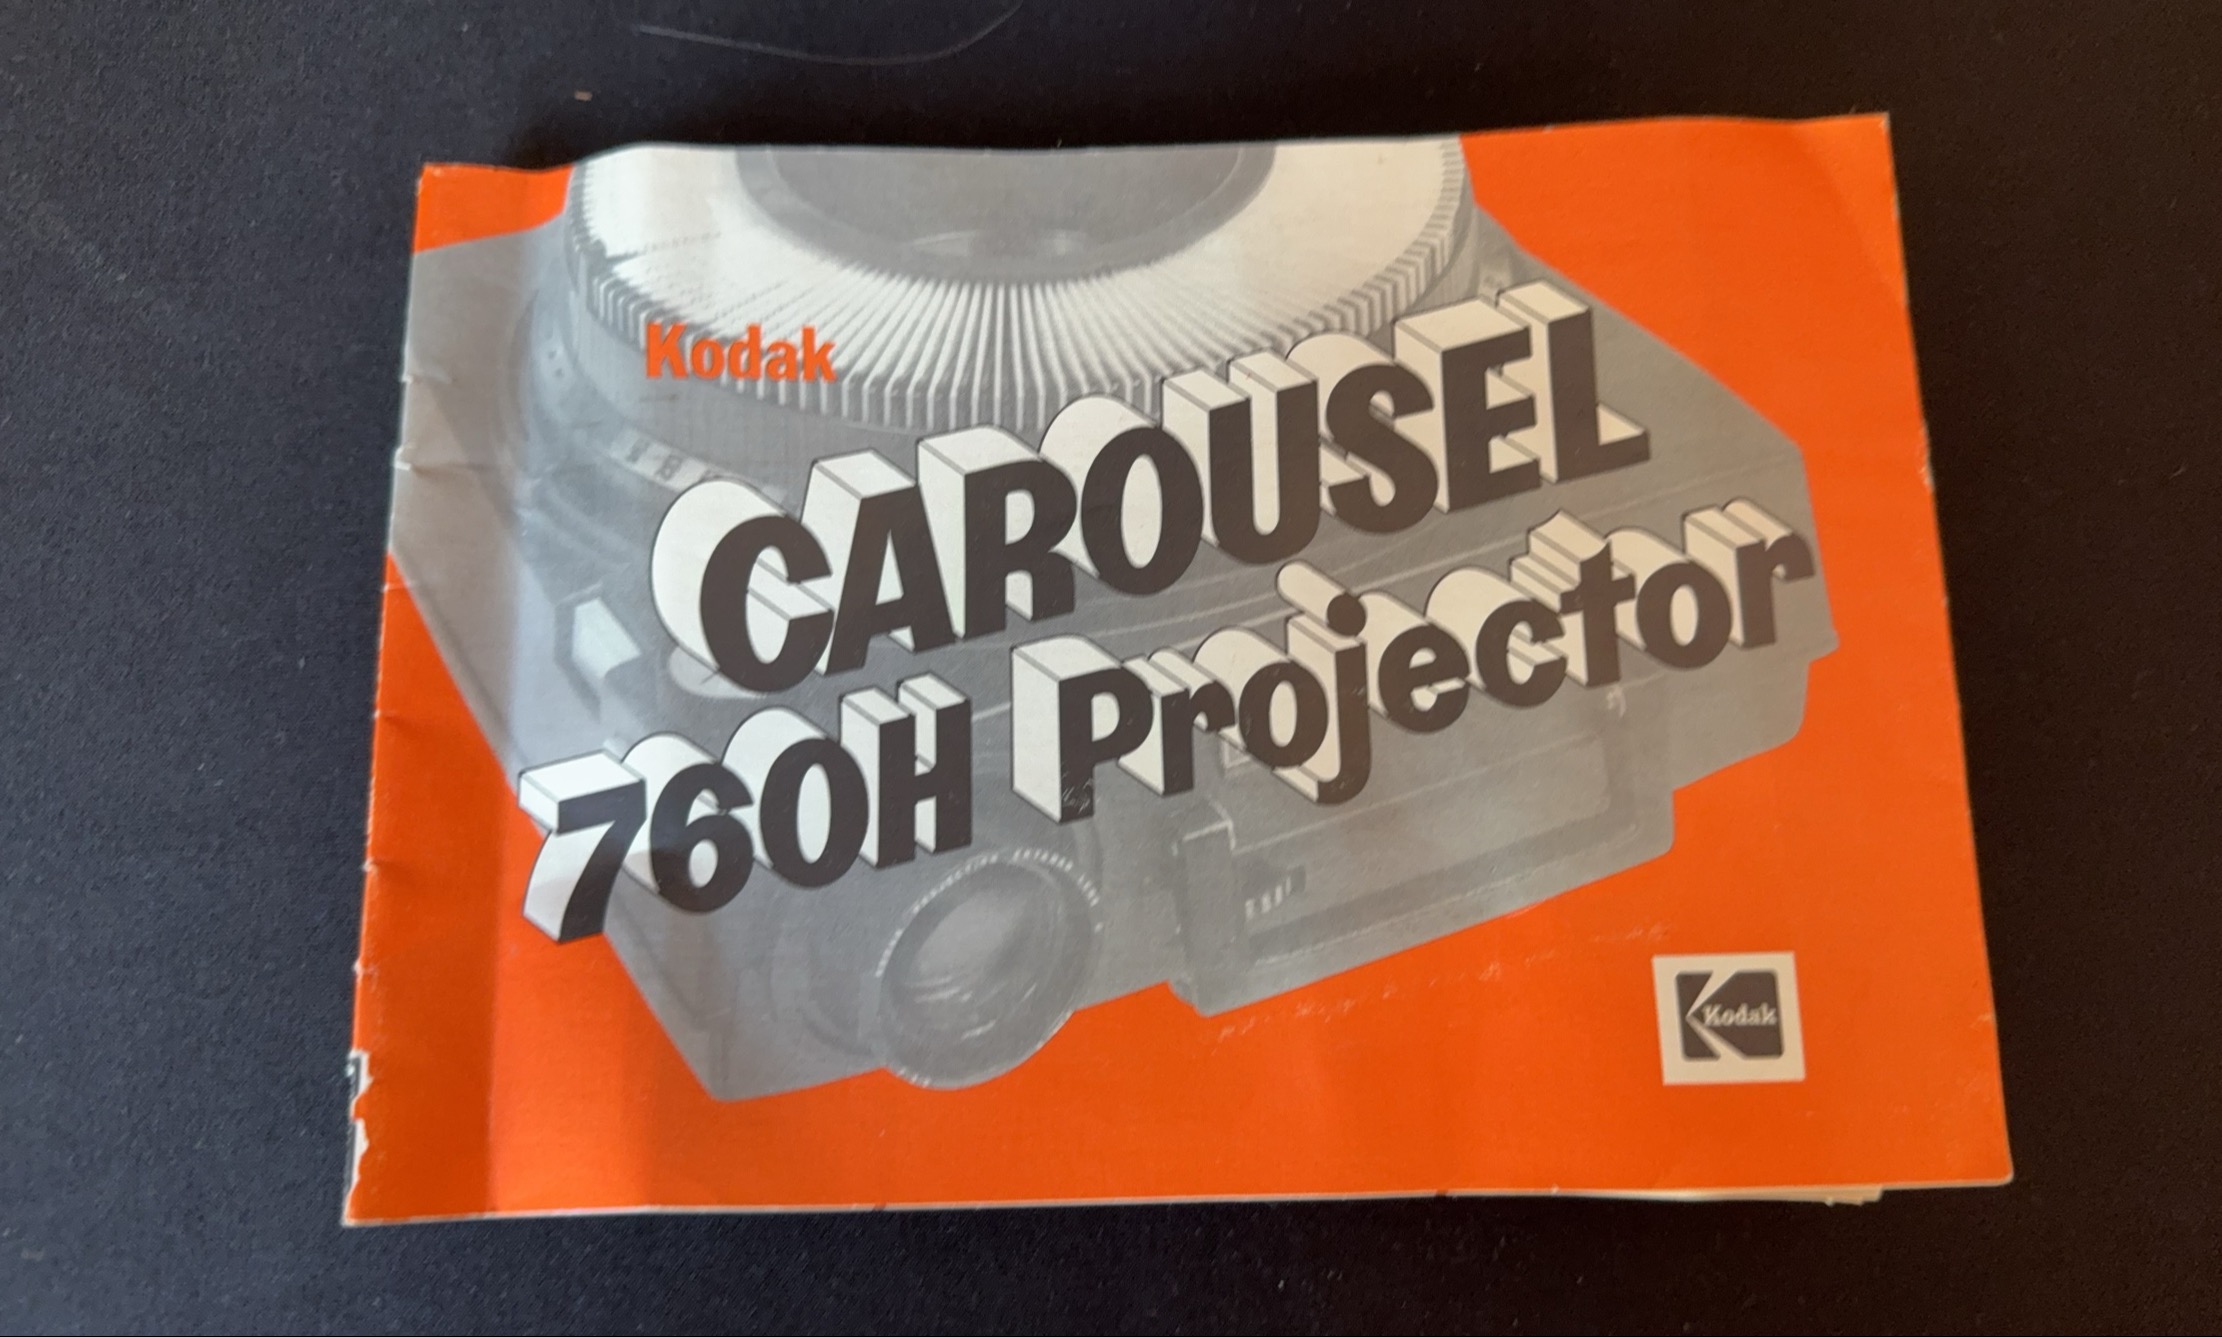 Kodak
CAROUSEL
760H Projector
Kodak